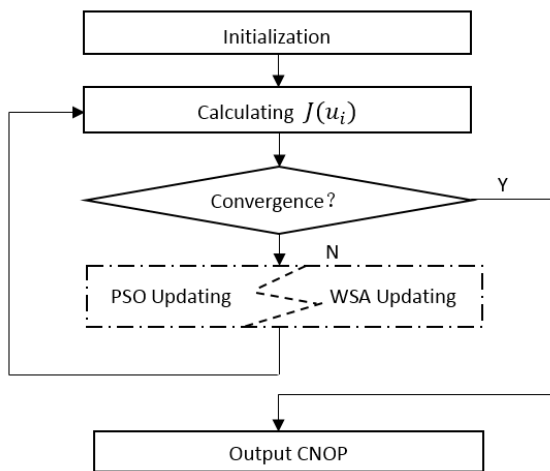 Initialization
Calculating J(u_i)
Convergence？
Y
N
PSO Updating
WSA Updating
Output CNOP